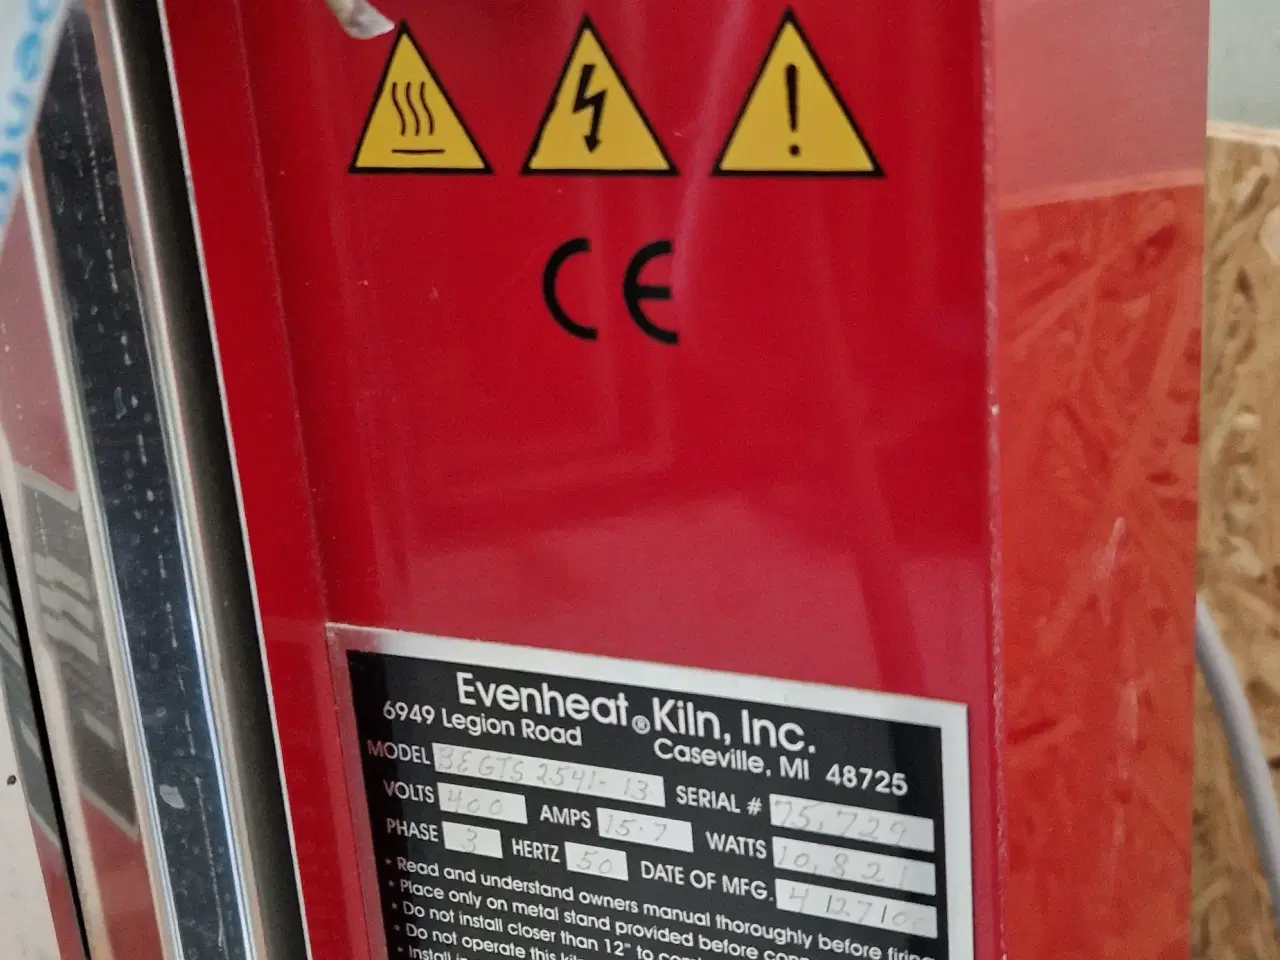 CE
Evenheat® Kiln, Inc.
6949 Legion Road Caseville, MI 48725
MODEL BEGTS 2541-13 SERIAL # 75,729
VOLTS 400 AMPS 15.7 WATTS 10,821
PHASE 3 HERTZ 50 DATE OF MFG.
* Read and understand owners manual thoroughly before firing
* Place only on metal stand provided before
* Do not install closer than 12" to
* Do not operate this
* Install